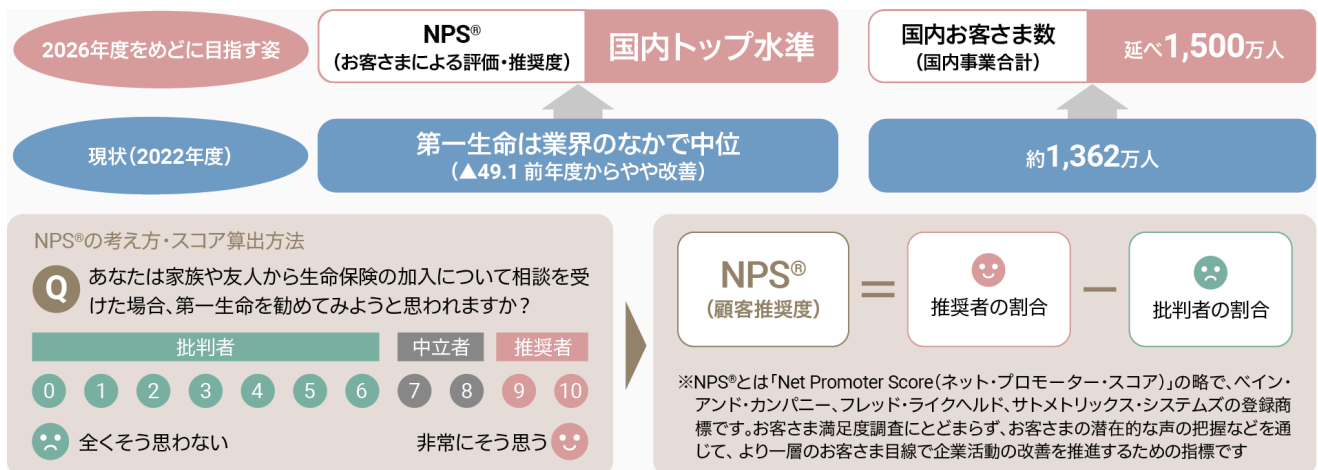 2026年度をめどに目指す姿
NPS®
(お客さまによる評価・推奨度)
国内トップ水準
国内お客さま数
(国内事業合計)
延べ1,500万人
現状(2022年度)
第一生命は業界のなかで中位
(▲49.1 前年度からやや改善)
約1,362万人
NPS®の考え方・スコア算出方法
Q
あなたは家族や友人から生命保険の加入について相談を受
けた場合、第一生命を勧めてみようと思われますか?
批判者
中立者
推奨者
0 1 2 3 4 5 6 7 8 9 10
全くそう思わない
非常にそう思う
NPS®
(顧客推奨度)
=
推奨者の割合
−
批判者の割合
※NPS®とは「Net Promoter Score(ネット・プロモーター・スコア)」の略で、ベイン・
アンド・カンパニー、フレッド・ライクヘルド、サトメトリックス・システムズの登録商
標です。お客さま満足度調査にとどまらず、お客さまの潜在的な声の把握などを通
じて、より一層のお客さま目線で企業活動の改善を推進するための指標です